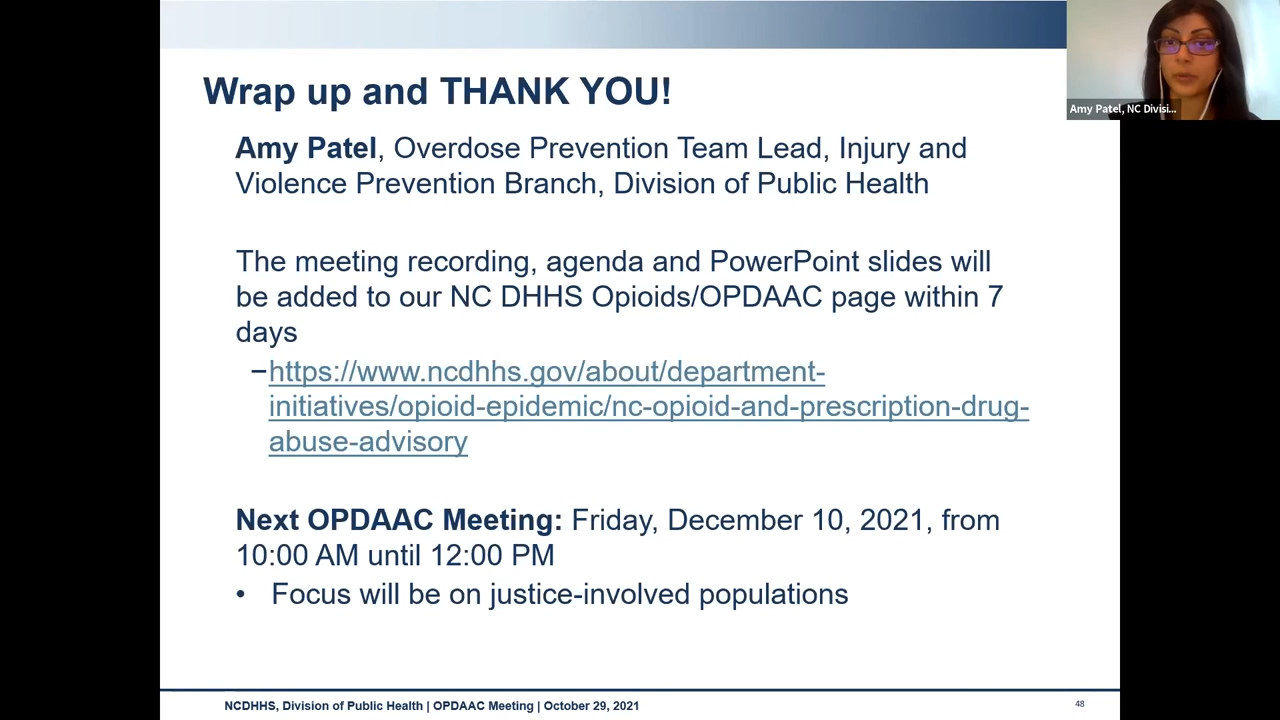 Wrap up and THANK YOU!
Amy Patel, Overdose Prevention Team Lead, Injury and
Violence Prevention Branch, Division of Public Health
The meeting recording, agenda and PowerPoint slides will
be added to our NC DHHS Opioids/OPDAAC page within 7
days
–https://www.ncdhhs.gov/about/department-
initiatives/opioid-epidemic/nc-opioid-and-prescription-drug-
abuse-advisory
Next OPDAAC Meeting: Friday, December 10, 2021, from
10:00 AM until 12:00 PM
• Focus will be on justice-involved populations
NCDHHS, Division of Public Health | OPDAAC Meeting | October 29, 2021
48
Amy Patel, NC Divisi...